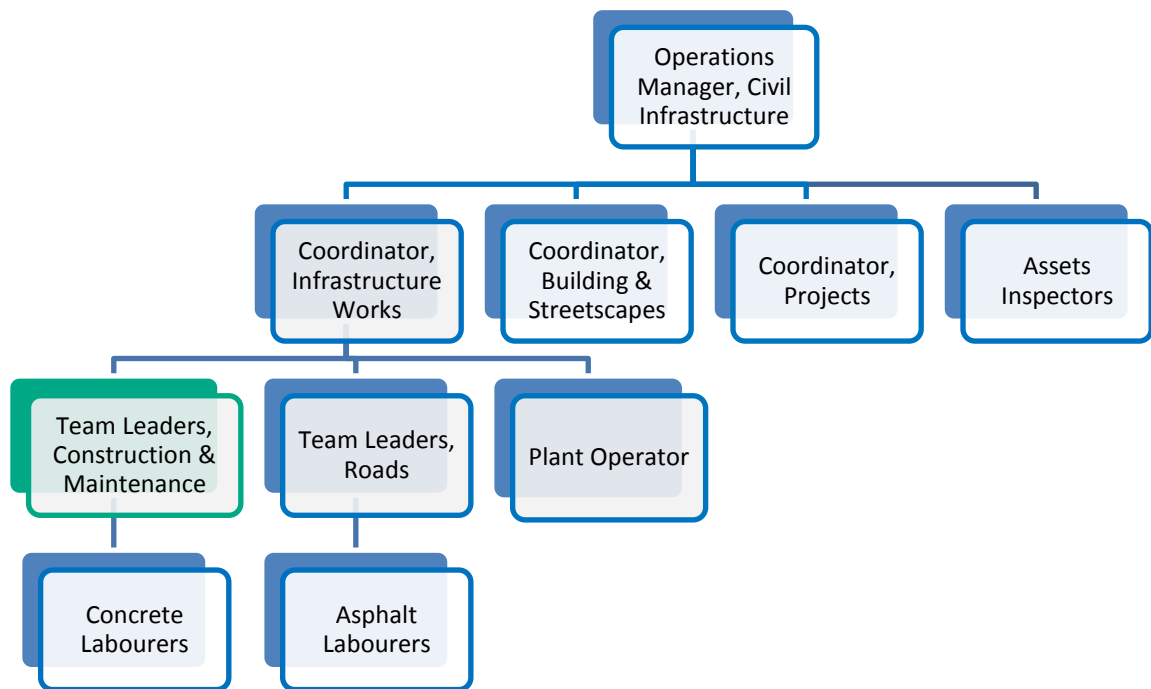 Operations
Manager, Civil
Infrastructure
Coordinator,
Infrastructure
Works
Coordinator,
Building &
Streetscapes
Coordinator,
Projects
Assets
Inspectors
Team Leaders,
Construction &
Maintenance
Team Leaders,
Roads
Plant Operator
Concrete
Labourers
Asphalt
Labourers